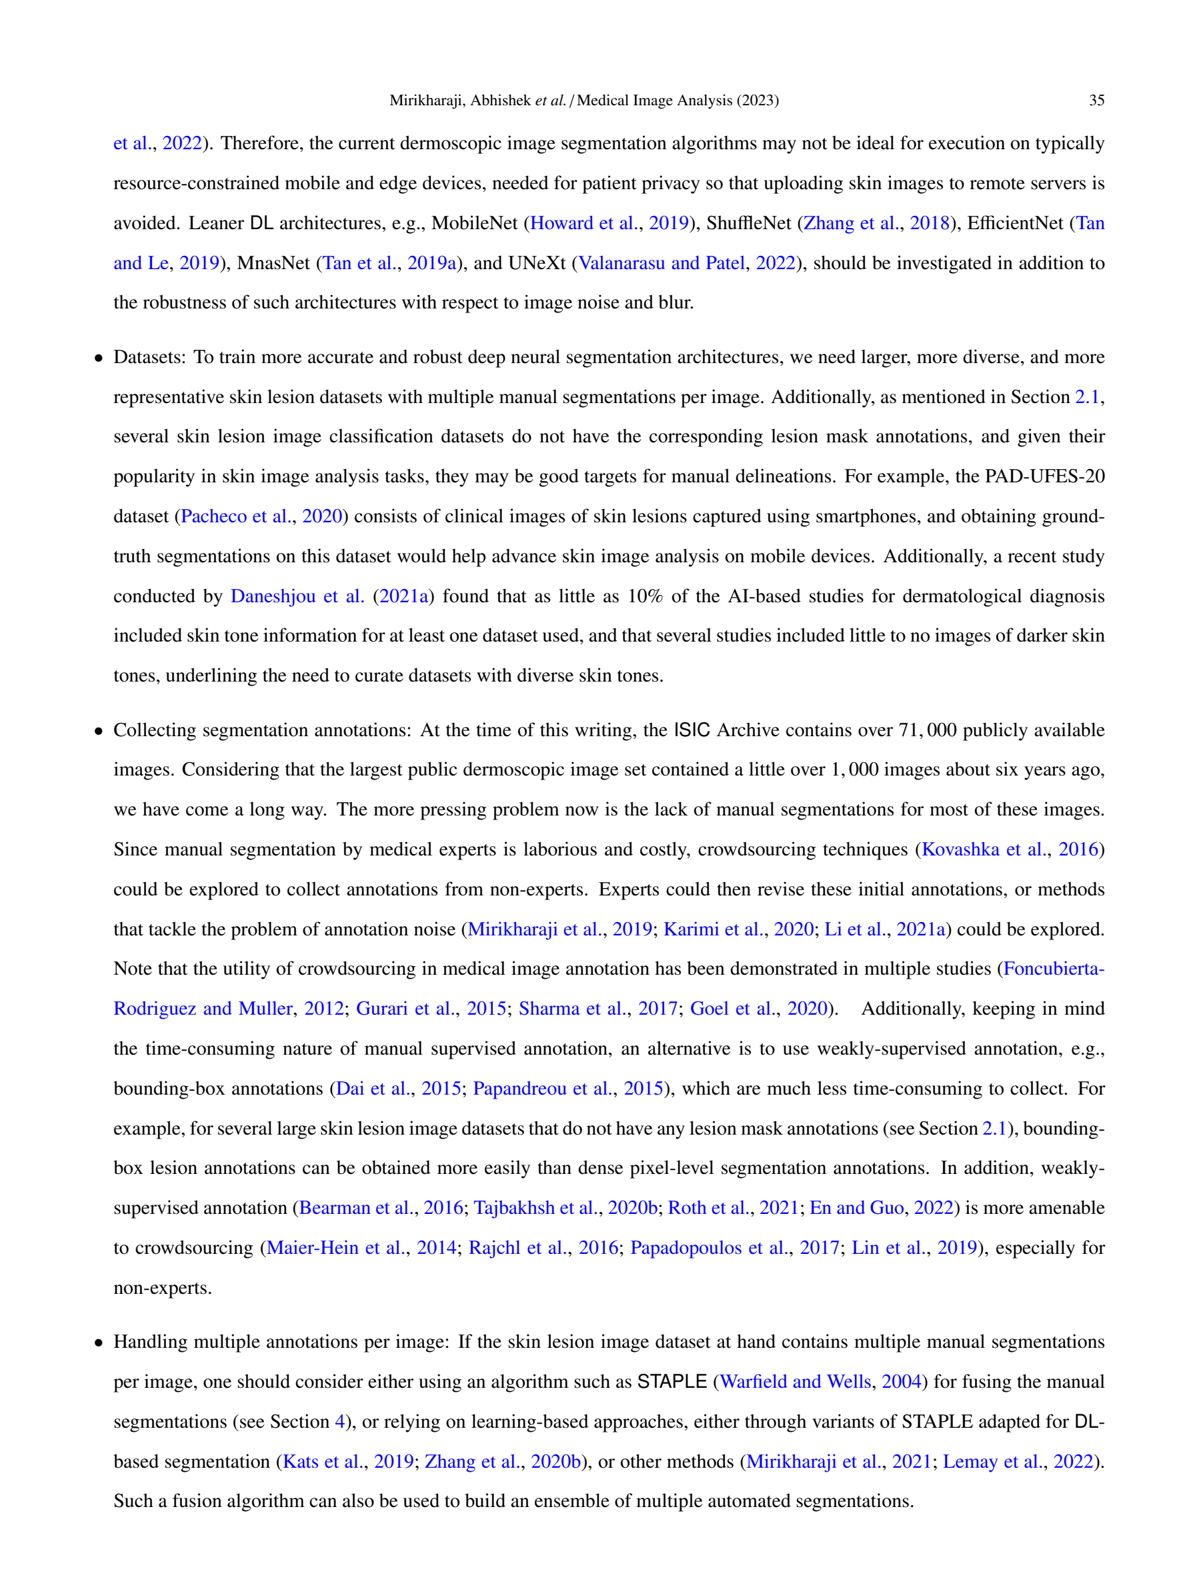 Mirikharaji, Abhishek et al. / Medical Image Analysis (2023) 35
et al., 2022). Therefore, the current dermoscopic image segmentation algorithms may not be ideal for execution on typically
resource-constrained mobile and edge devices, needed for patient privacy so that uploading skin images to remote servers is
avoided. Leaner DL architectures, e.g., MobileNet (Howard et al., 2019), ShuffleNet (Zhang et al., 2018), EfficientNet (Tan
and Le, 2019), MnasNet (Tan et al., 2019a), and UNeXt (Valanarasu and Patel, 2022), should be investigated in addition to
the robustness of such architectures with respect to image noise and blur.
• Datasets: To train more accurate and robust deep neural segmentation architectures, we need larger, more diverse, and more
representative skin lesion datasets with multiple manual segmentations per image. Additionally, as mentioned in Section 2.1,
several skin lesion image classification datasets do not have the corresponding lesion mask annotations, and given their
popularity in skin image analysis tasks, they may be good targets for manual delineations. For example, the PAD-UFES-20
dataset (Pacheco et al., 2020) consists of clinical images of skin lesions captured using smartphones, and obtaining ground-
truth segmentations on this dataset would help advance skin image analysis on mobile devices. Additionally, a recent study
conducted by Daneshjou et al. (2021a) found that as little as 10% of the AI-based studies for dermatological diagnosis
included skin tone information for at least one dataset used, and that several studies included little to no images of darker skin
tones, underlining the need to curate datasets with diverse skin tones.
• Collecting segmentation annotations: At the time of this writing, the ISIC Archive contains over 71,000 publicly available
images. Considering that the largest public dermoscopic image set contained a little over 1,000 images about six years ago,
we have come a long way. The more pressing problem now is the lack of manual segmentations for most of these images.
Since manual segmentation by medical experts is laborious and costly, crowdsourcing techniques (Kovashka et al., 2016)
could be explored to collect annotations from non-experts. Experts could then revise these initial annotations, or methods
that tackle the problem of annotation noise (Mirikharaji et al., 2019; Karimi et al., 2020; Li et al., 2021a) could be explored.
Note that the utility of crowdsourcing in medical image annotation has been demonstrated in multiple studies (Foncubierta-
Rodriguez and Muller, 2012; Gurari et al., 2015; Sharma et al., 2017; Goel et al., 2020). Additionally, keeping in mind
the time-consuming nature of manual supervised annotation, an alternative is to use weakly-supervised annotation, e.g.,
bounding-box annotations (Dai et al., 2015; Papandreou et al., 2015), which are much less time-consuming to collect. For
example, for several large skin lesion image datasets that do not have any lesion mask annotations (see Section 2.1), bounding-
box lesion annotations can be obtained more easily than dense pixel-level segmentation annotations. In addition, weakly-
supervised annotation (Bearman et al., 2016; Tajbakhsh et al., 2020b; Roth et al., 2021; En and Guo, 2022) is more amenable
to crowdsourcing (Maier-Hein et al., 2014; Rajchl et al., 2016; Papadopoulos et al., 2017; Lin et al., 2019), especially for
non-experts.
• Handling multiple annotations per image: If the skin lesion image dataset at hand contains multiple manual segmentations
per image, one should consider either using an algorithm such as STAPLE (Warfield and Wells, 2004) for fusing the manual
segmentations (see Section 4), or relying on learning-based approaches, either through variants of STAPLE adapted for DL-
based segmentation (Kats et al., 2019; Zhang et al., 2020b), or other methods (Mirikharaji et al., 2021; Lemay et al., 2022).
Such a fusion algorithm can also be used to build an ensemble of multiple automated segmentations.